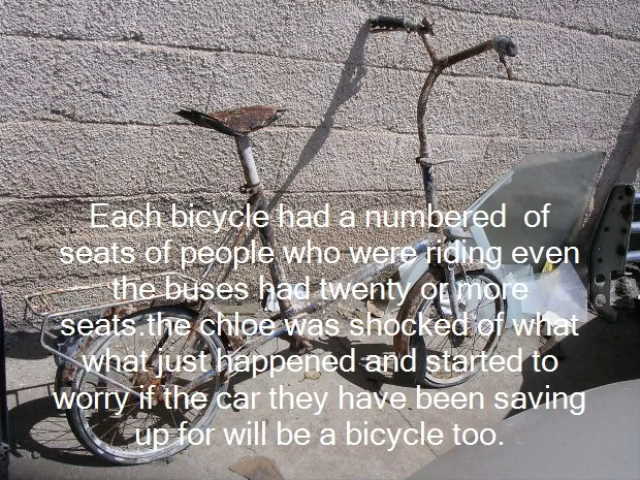 Each bicycle had a numbered  of
seats of people who were riding even
the buses had twenty or more
seats.the chloe was shocked of what
what just happened and started to
worry if the car they have been saving
up for will be a bicycle too.